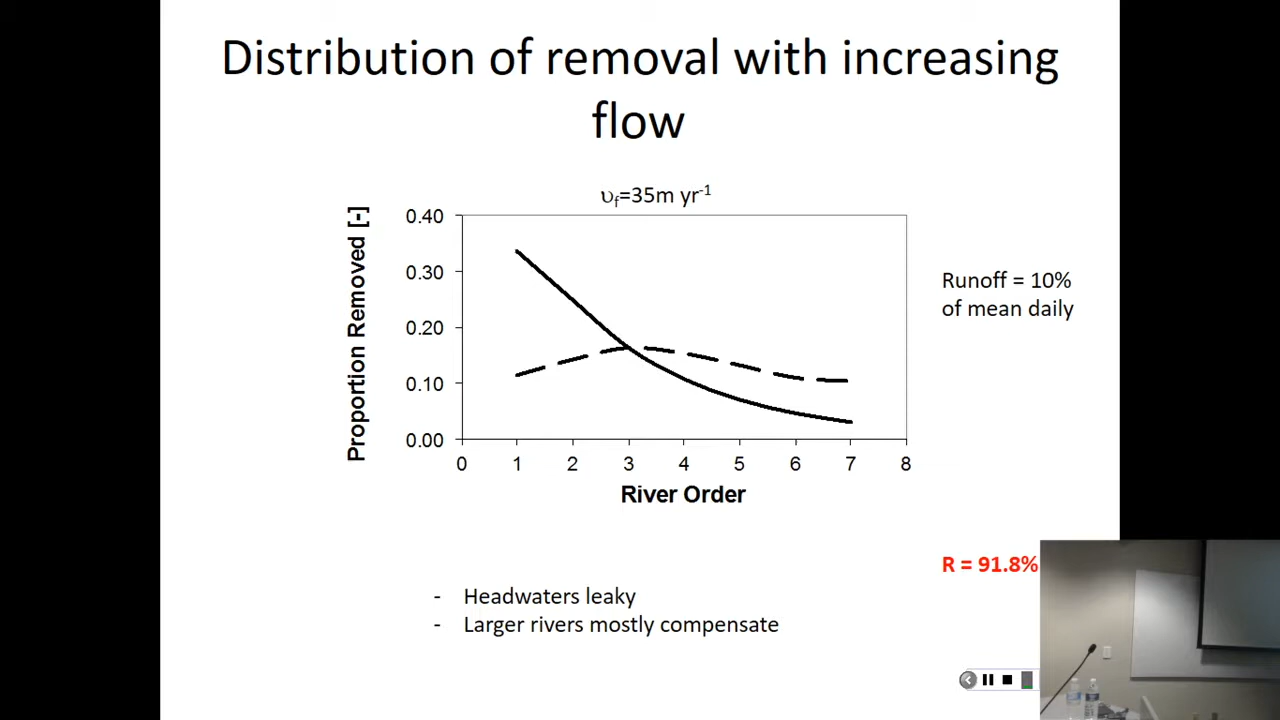 Distribution of removal with increasing
flow
υf=35m yr-1
Proportion Removed [-]
0.40
0.30
0.20
0.10
0.00
0 1 2 3 4 5 6 7 8
River Order
Runoff = 10%
of mean daily
R = 91.8%
- Headwaters leaky
- Larger rivers mostly compensate